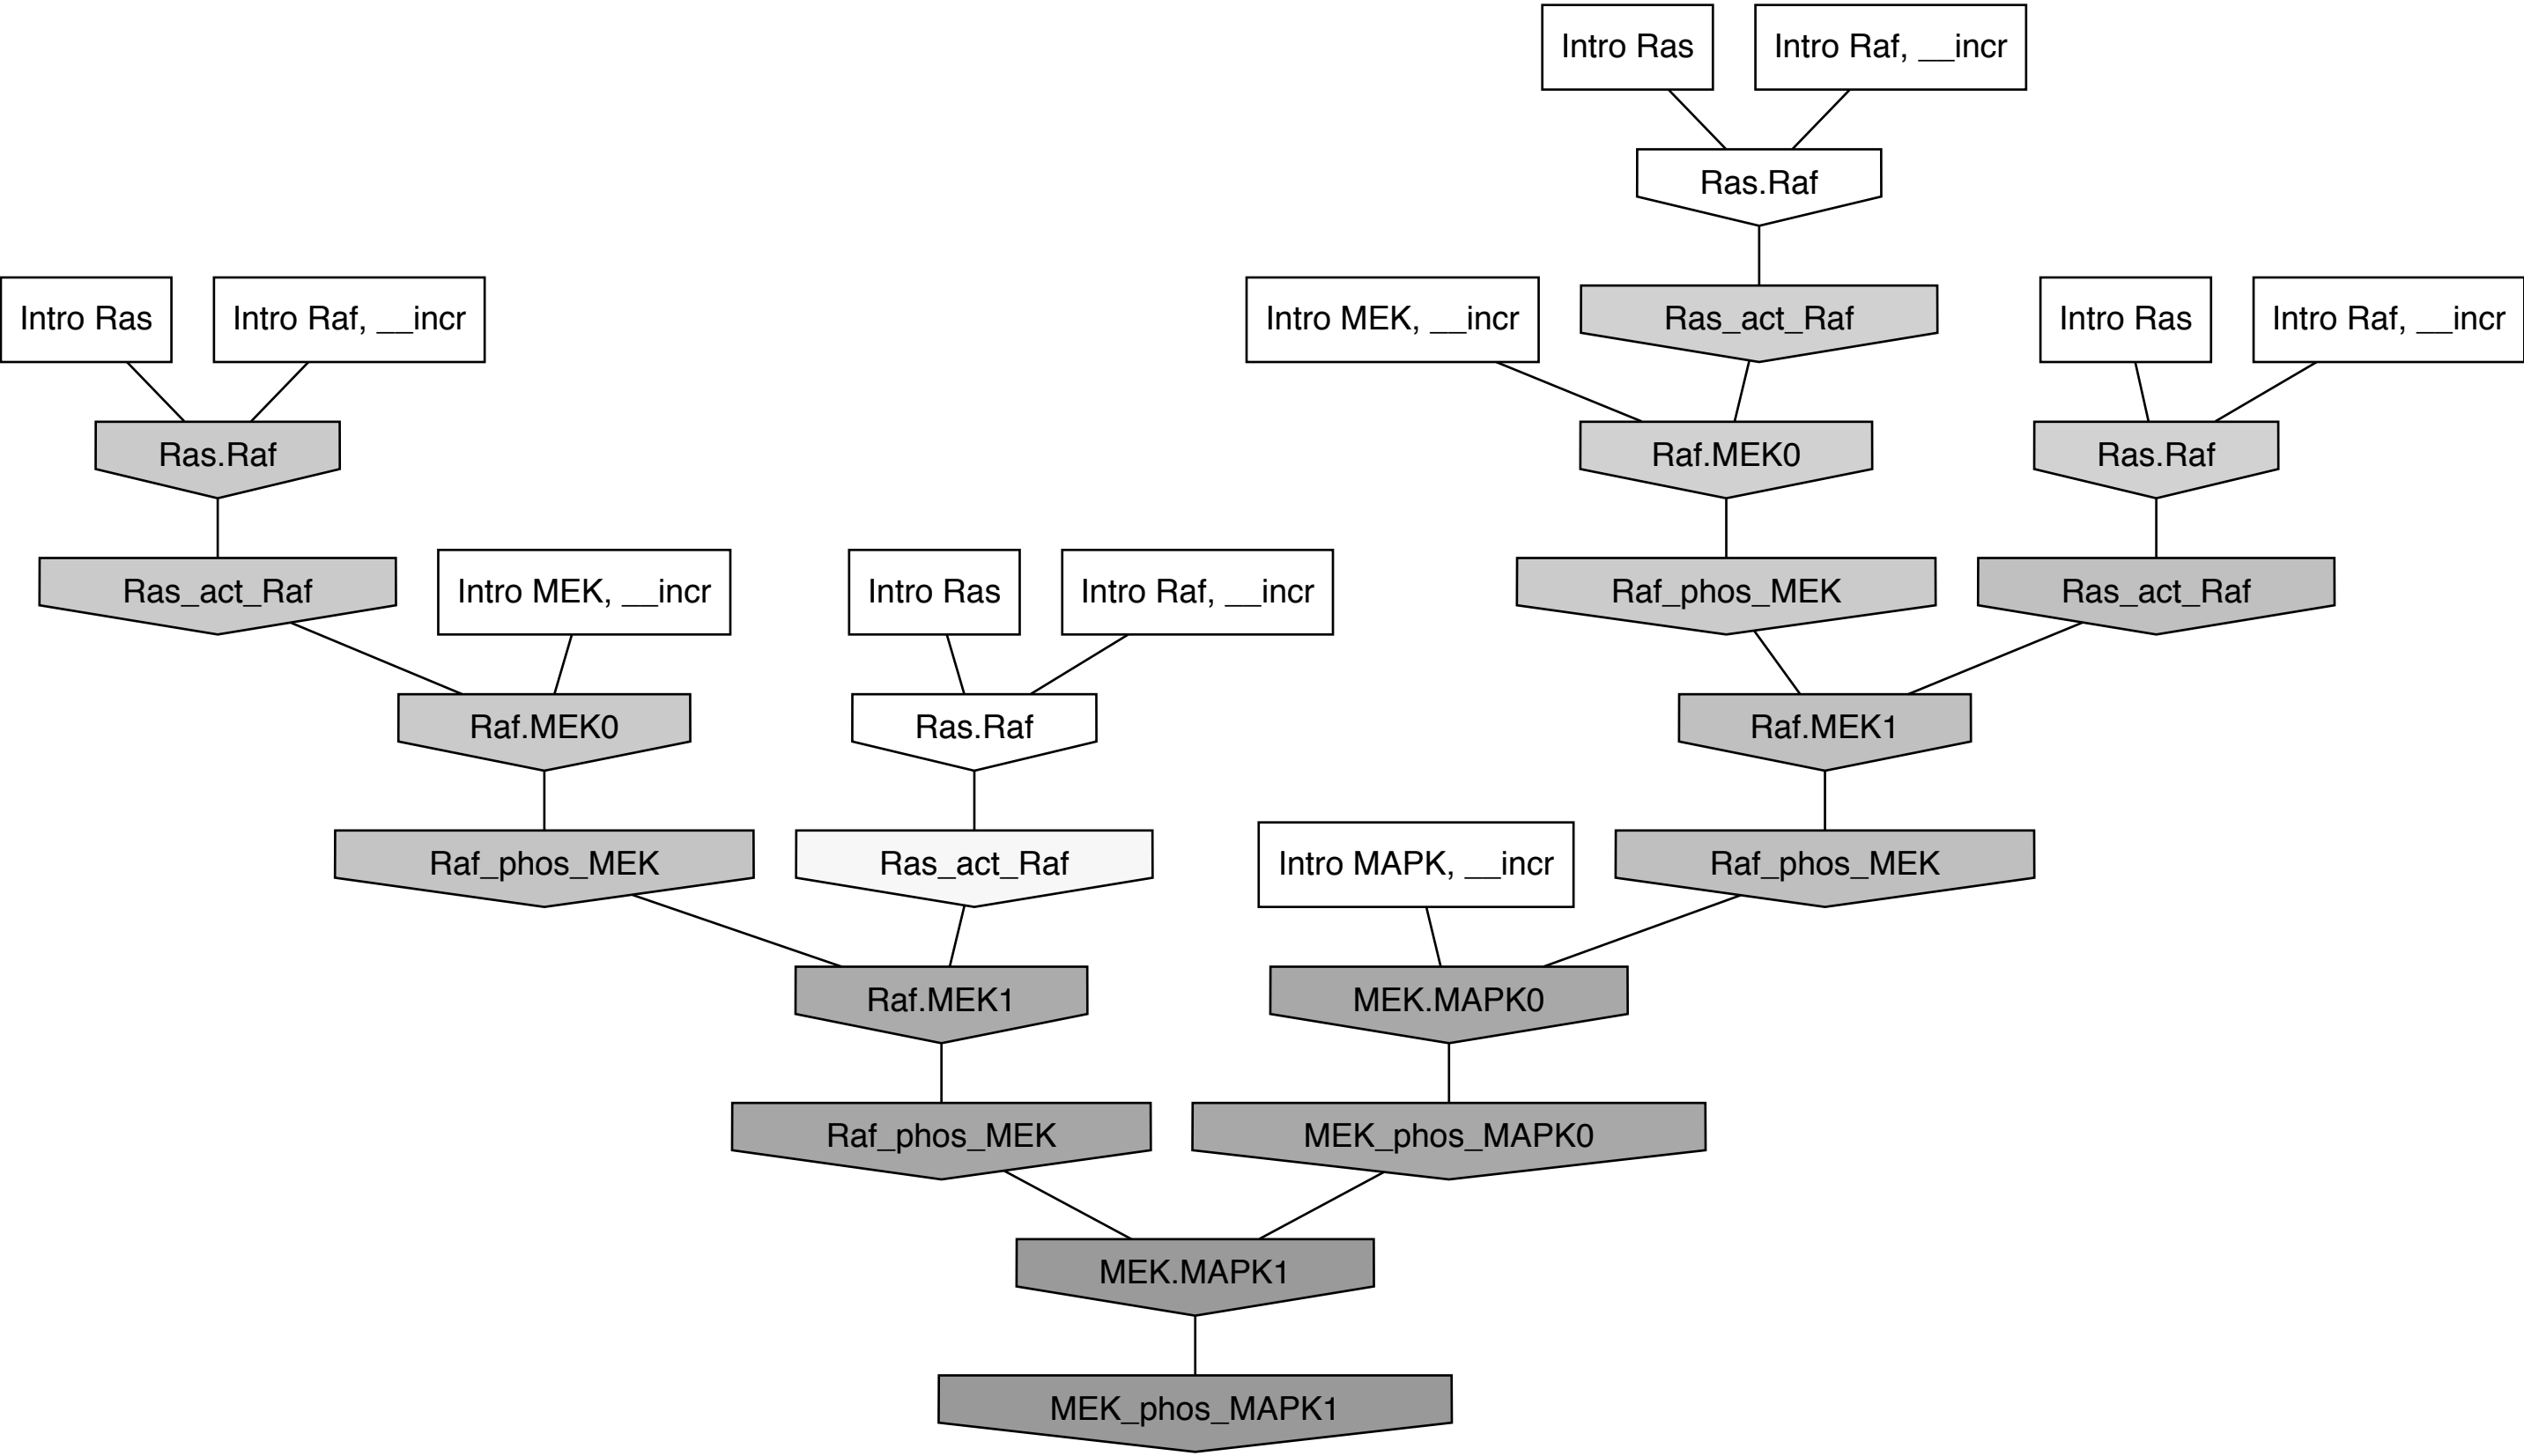 Intro Ras
Intro Raf, __incr
Ras.Raf
Intro Ras
Intro Raf, __incr
Intro MEK, __incr
Ras_act_Raf
Intro Ras
Intro Raf, __incr
Ras.Raf
Raf.MEK0
Ras.Raf
Ras_act_Raf
Intro MEK, __incr
Intro Ras
Intro Raf, __incr
Raf_phos_MEK
Ras_act_Raf
Raf.MEK0
Ras.Raf
Raf.MEK1
Raf_phos_MEK
Ras_act_Raf
Intro MAPK, __incr
Raf_phos_MEK
Raf.MEK1
MEK.MAPK0
Raf_phos_MEK
MEK_phos_MAPK0
MEK.MAPK1
MEK_phos_MAPK1